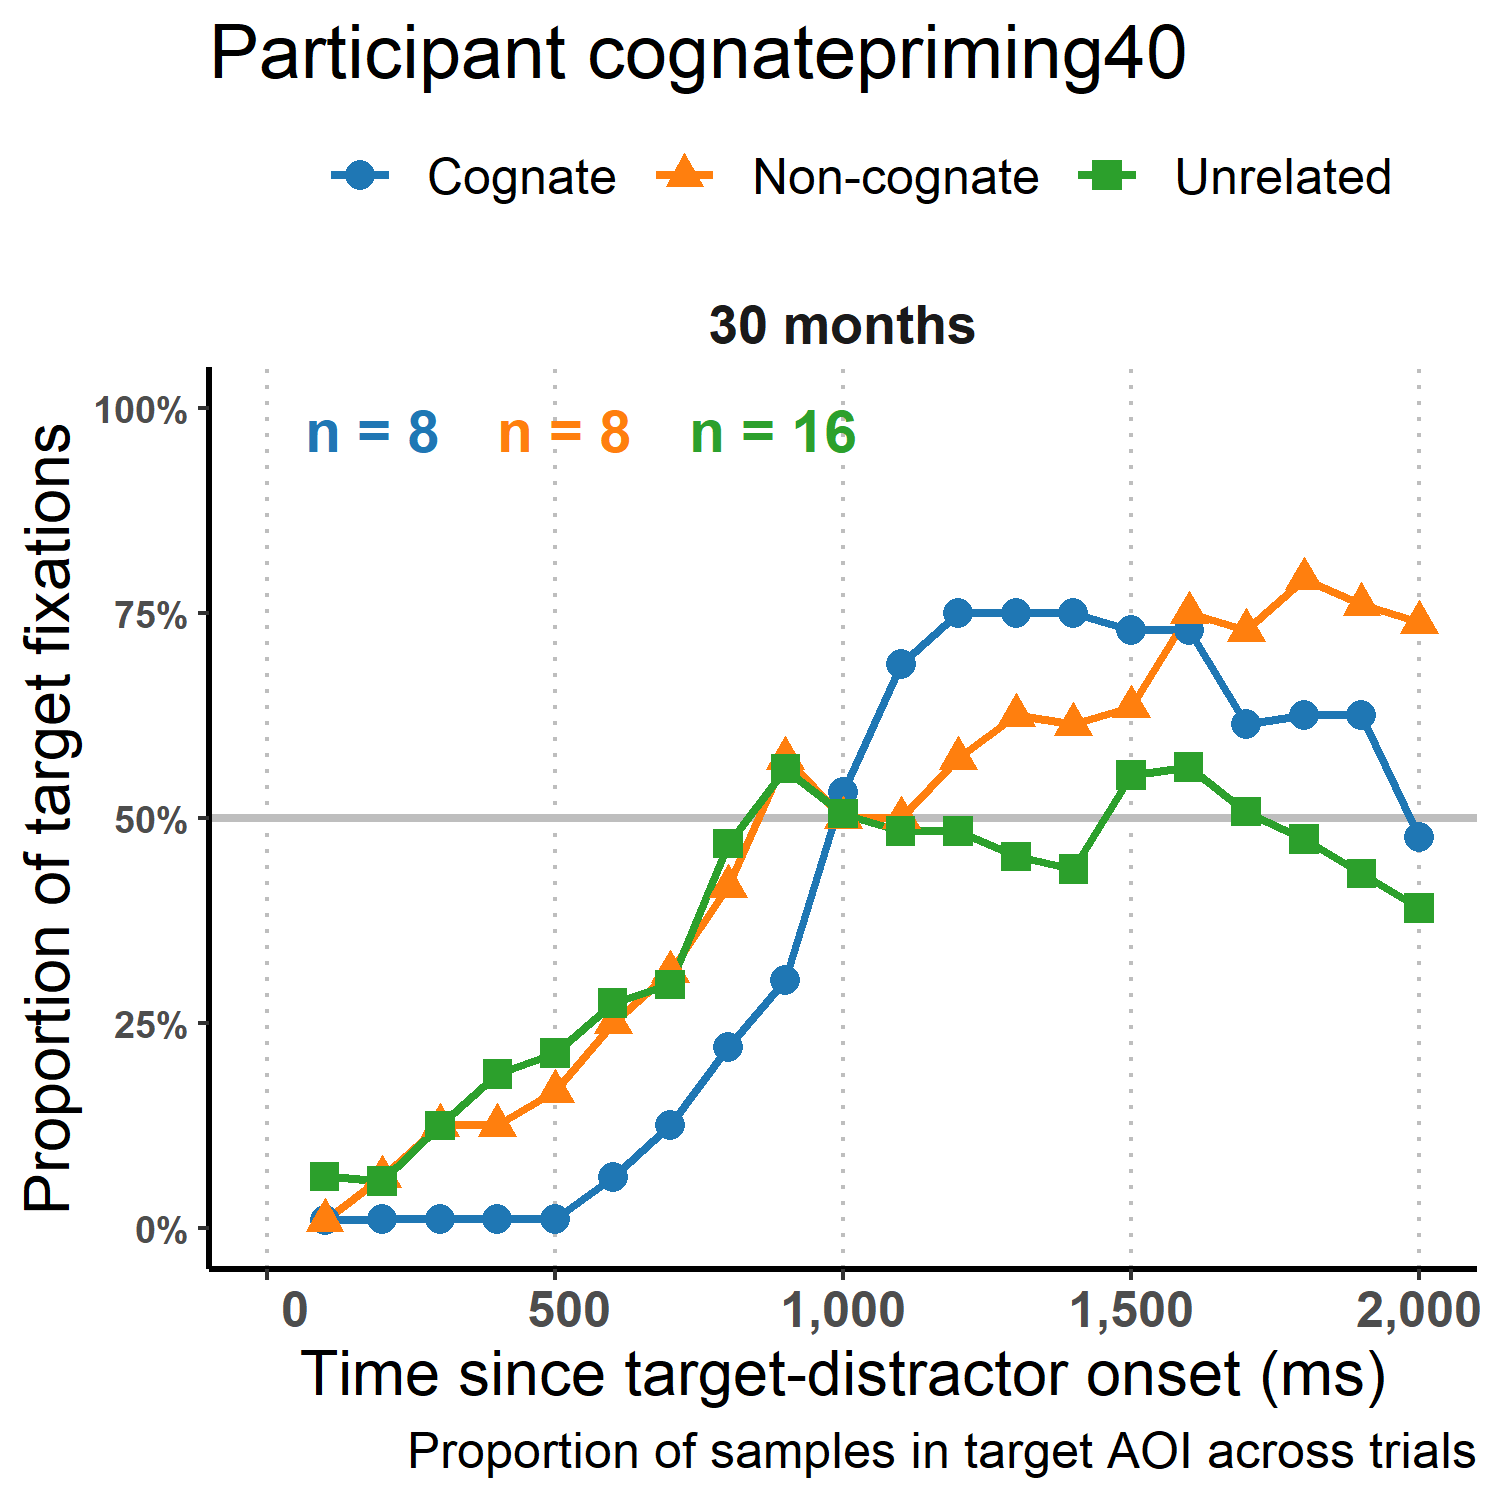 Participant cognatepriming40
Cognate Non-cognate Unrelated
30 months
n = 8 n = 8 n = 16
100%
75%
50%
25%
0%
Proportion of target fixations
0 500 1,000 1,500 2,000
Time since target-distractor onset (ms)
Proportion of samples in target AOI across trials